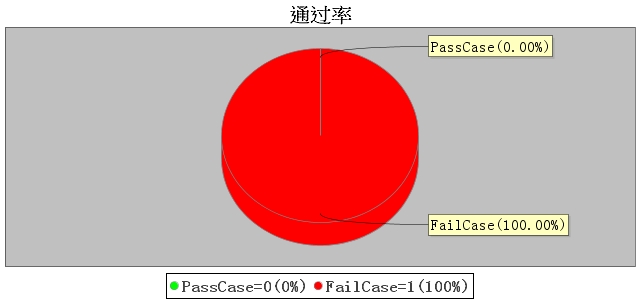 通过率
PassCase(0.00%)
FailCase(100.00%)
PassCase=0(0%) FailCase=1(100%)